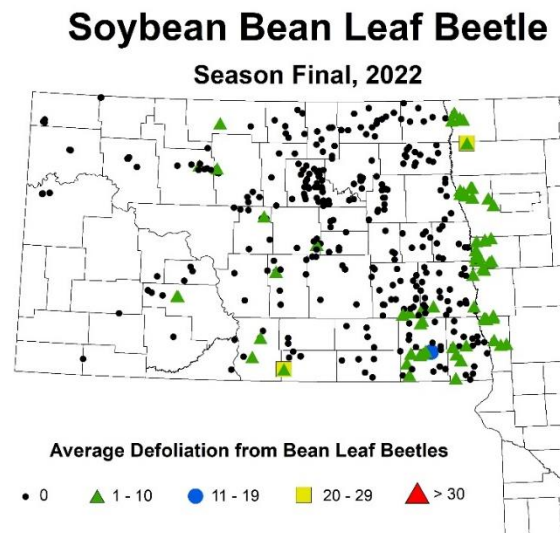 Soybean Bean Leaf Beetle
Season Final, 2022
Average Defoliation from Bean Leaf Beetles
0 1 - 10 11 - 19 20 - 29 > 30